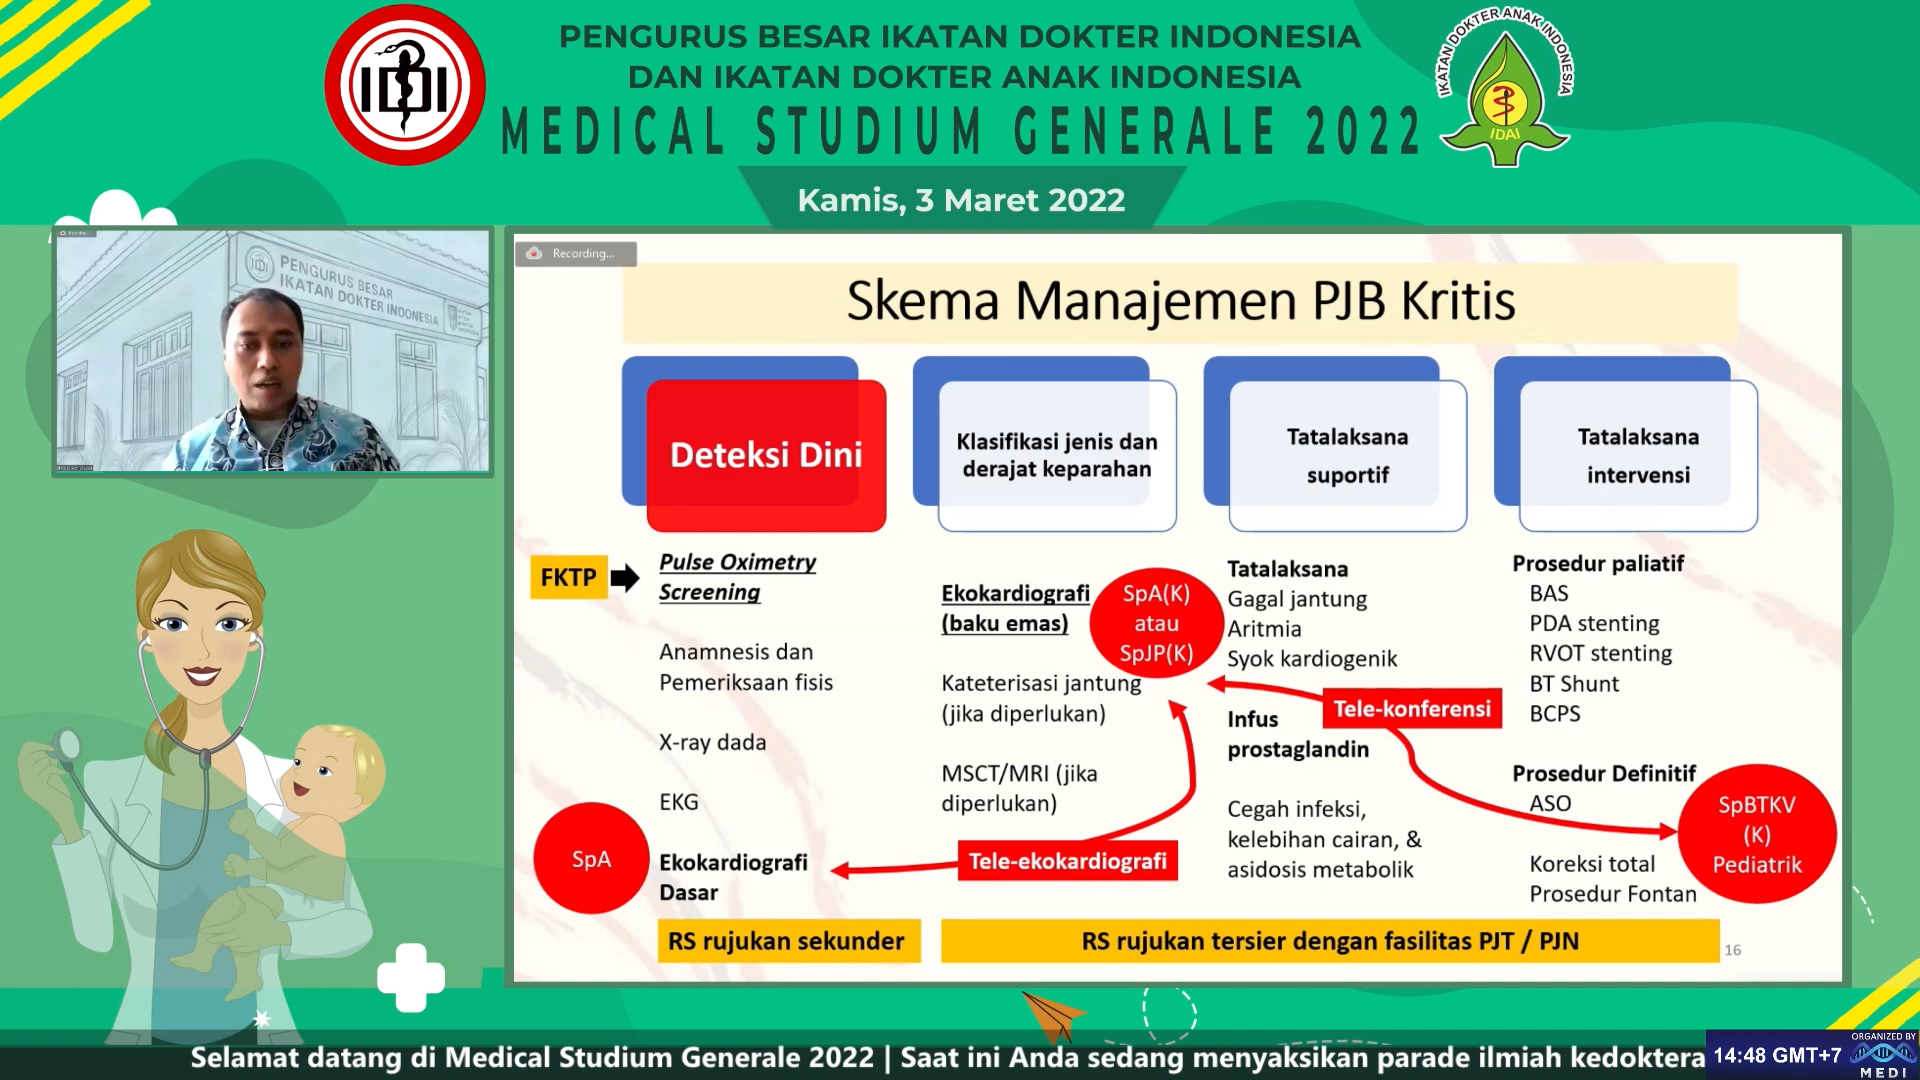 PENGURUS BESAR IKATAN DOKTER INDONESIA
DAN IKATAN DOKTER ANAK INDONESIA
MEDICAL STUDIUM GENERALE 2022
Kamis, 3 Maret 2022
IDI
IKATAN DOKTER ANAK INDONESIA
IDAI
Recording...
IDI
PENGURUS BESAR
IKATAN DOKTER INDONESIA
Recording...
Skema Manajemen PJB Kritis
Deteksi Dini
Klasifikasi jenis dan
derajat keparahan
Tatalaksana
suportif
Tatalaksana
intervensi
FKTP
Pulse Oximetry
Screening
Anamnesis dan
Pemeriksaan fisis
X-ray dada
EKG
SpA
Ekokardiografi
Dasar
RS rujukan sekunder
Ekokardiografi
(baku emas)
SpA(K)
atau
SpJP(K)
Kateterisasi jantung
(jika diperlukan)
MSCT/MRI (jika
diperlukan)
Tele-ekokardiografi
Tatalaksana
Gagal jantung
Aritmia
Syok kardiogenik
Tele-konferensi
Infus
prostaglandin
Cegah infeksi,
kelebihan cairan, &
asidosis metabolik
Prosedur paliatif
BAS
PDA stenting
RVOT stenting
BT Shunt
BCPS
Prosedur Definitif
ASO
Koreksi total
Prosedur Fontan
SpBTKV
(K)
Pediatrik
RS rujukan tersier dengan fasilitas PJT / PJN
16
Selamat datang di Medical Studium Generale 2022 | Saat ini Anda sedang menyaksikan parade ilmiah kedoktera
14:48 GMT+7
ORGANIZED BY
MEDI